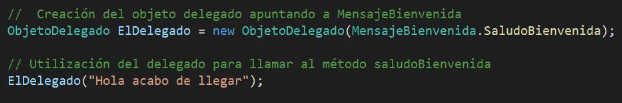 //  Creación del objeto delegado apuntando a MensajeBienvenida
ObjetoDelegado ElDelegado = new ObjetoDelegado(MensajeBienvenida.SaludoBienvenida);
// Utilización del delegado para llamar al método saludoBienvenida
ElDelegado("Hola acabo de llegar");